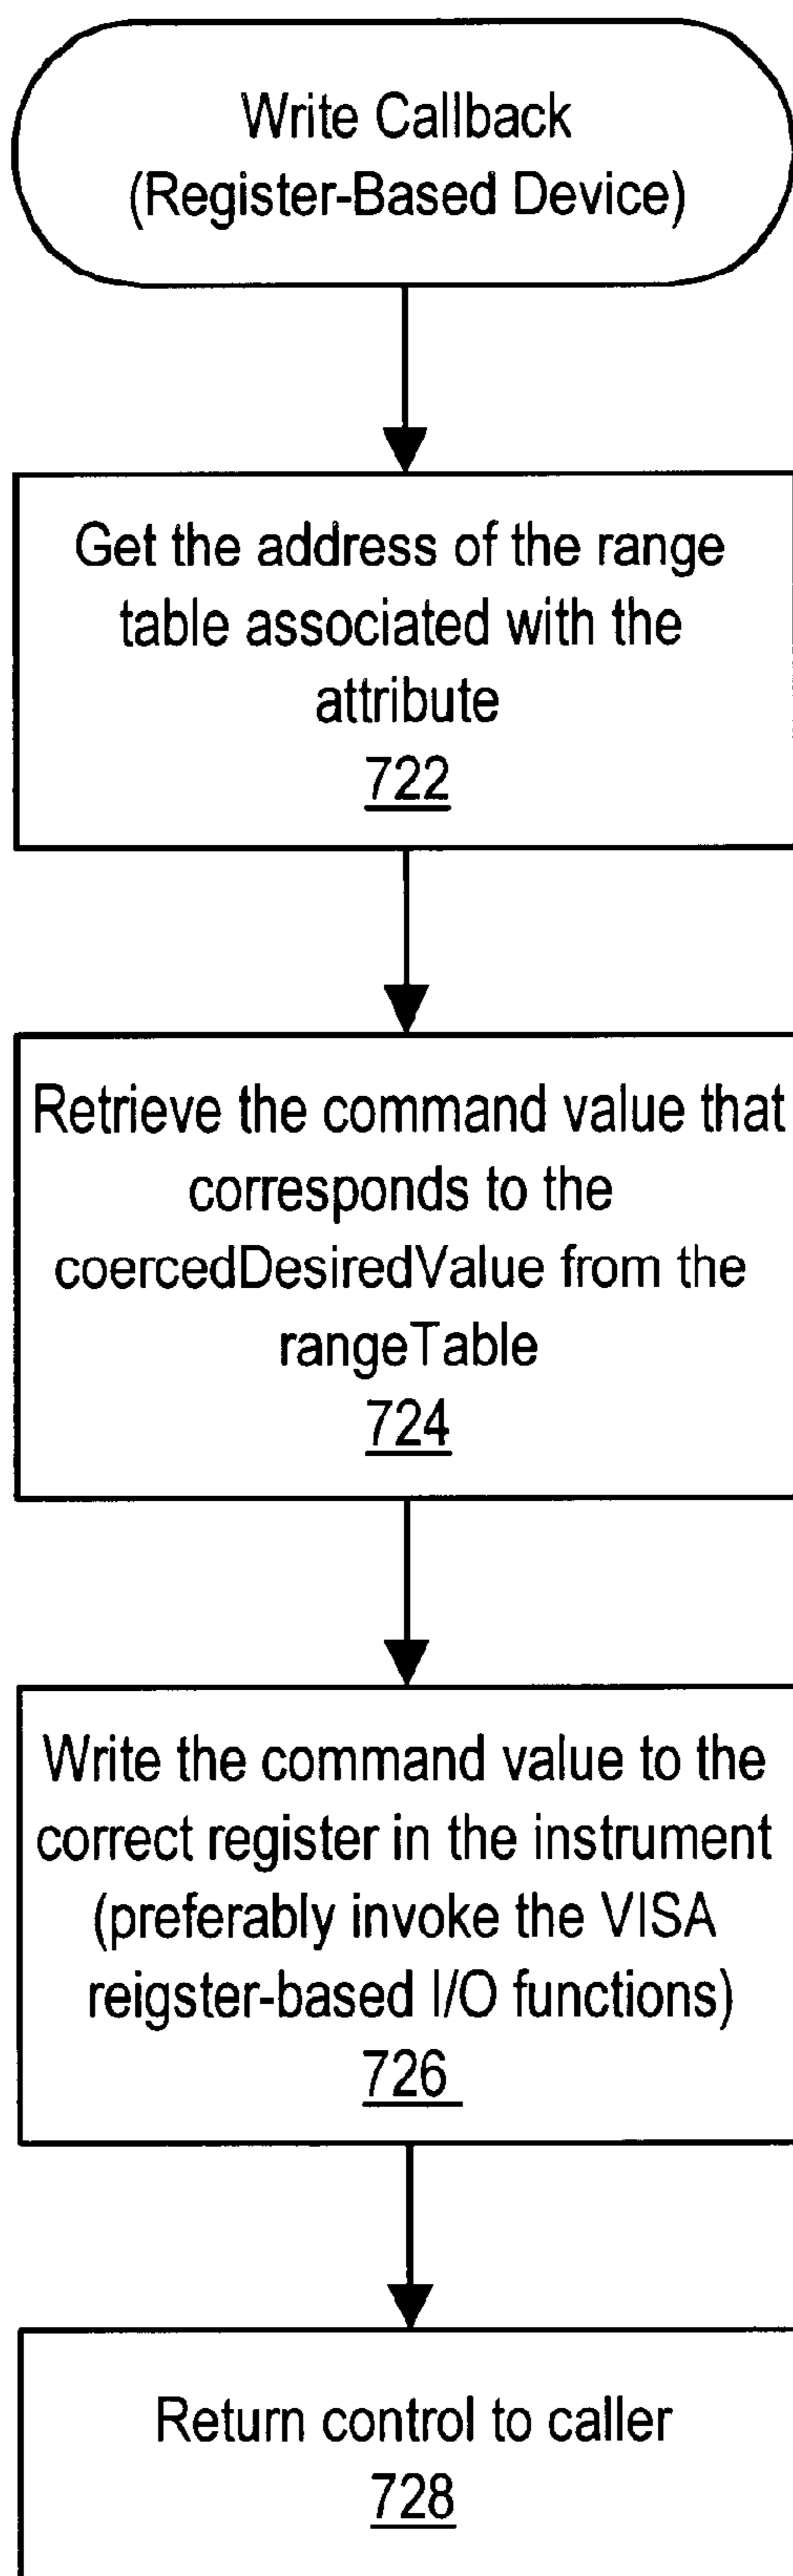 Write Callback
(Register-Based Device)
Get the address of the range
table associated with the
attribute
722
Retrieve the command value that
corresponds to the
coercedDesiredValue from the
rangeTable
724
Write the command value to the
correct register in the instrument
(preferably invoke the VISA
reigster-based I/O functions)
726
Return control to caller
728